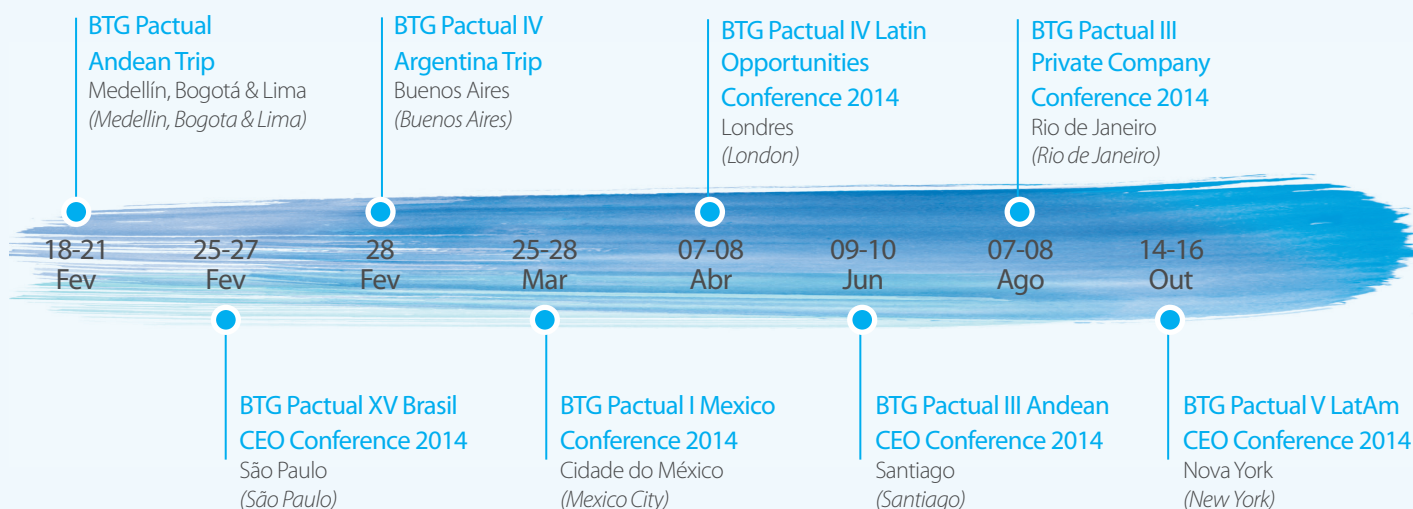 BTG Pactual
Andean Trip
Medellín, Bogotá & Lima
(Medellin, Bogota & Lima)
BTG Pactual IV
Argentina Trip
Buenos Aires
(Buenos Aires)
BTG Pactual IV Latin
Opportunities
Conference 2014
Londres
(London)
BTG Pactual III
Private Company
Conference 2014
Rio de Janeiro
(Rio de Janeiro)
18-21
Fev
25-27
Fev
28
Fev
25-28
Mar
07-08
Abr
09-10
Jun
07-08
Ago
14-16
Out
BTG Pactual XV Brasil
CEO Conference 2014
São Paulo
(São Paulo)
BTG Pactual I Mexico
Conference 2014
Cidade do México
(Mexico City)
BTG Pactual III Andean
CEO Conference 2014
Santiago
(Santiago)
BTG Pactual V LatAm
CEO Conference 2014
Nova York
(New York)